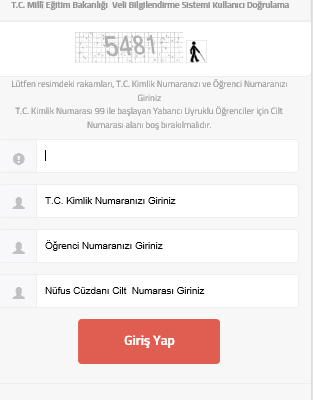 T.C. Millî Eğitim Bakanlığı Veli Bilgilendirme Sistemi Kullanıcı Doğrulama
5481
Lütfen resimdeki rakamları, T.C. Kimlik Numaranızı ve Öğrenci Numaranızı
Giriniz
T.C. Kimlik Numarası 99 ile başlayan Yabancı Uyruklu Öğrenciler için Cilt
Numarası alanı boş bırakılmalıdır.
T.C. Kimlik Numaranızı Giriniz
Öğrenci Numaranızı Giriniz
Nüfus Cüzdanı Cilt Numarası Giriniz
Giriş Yap